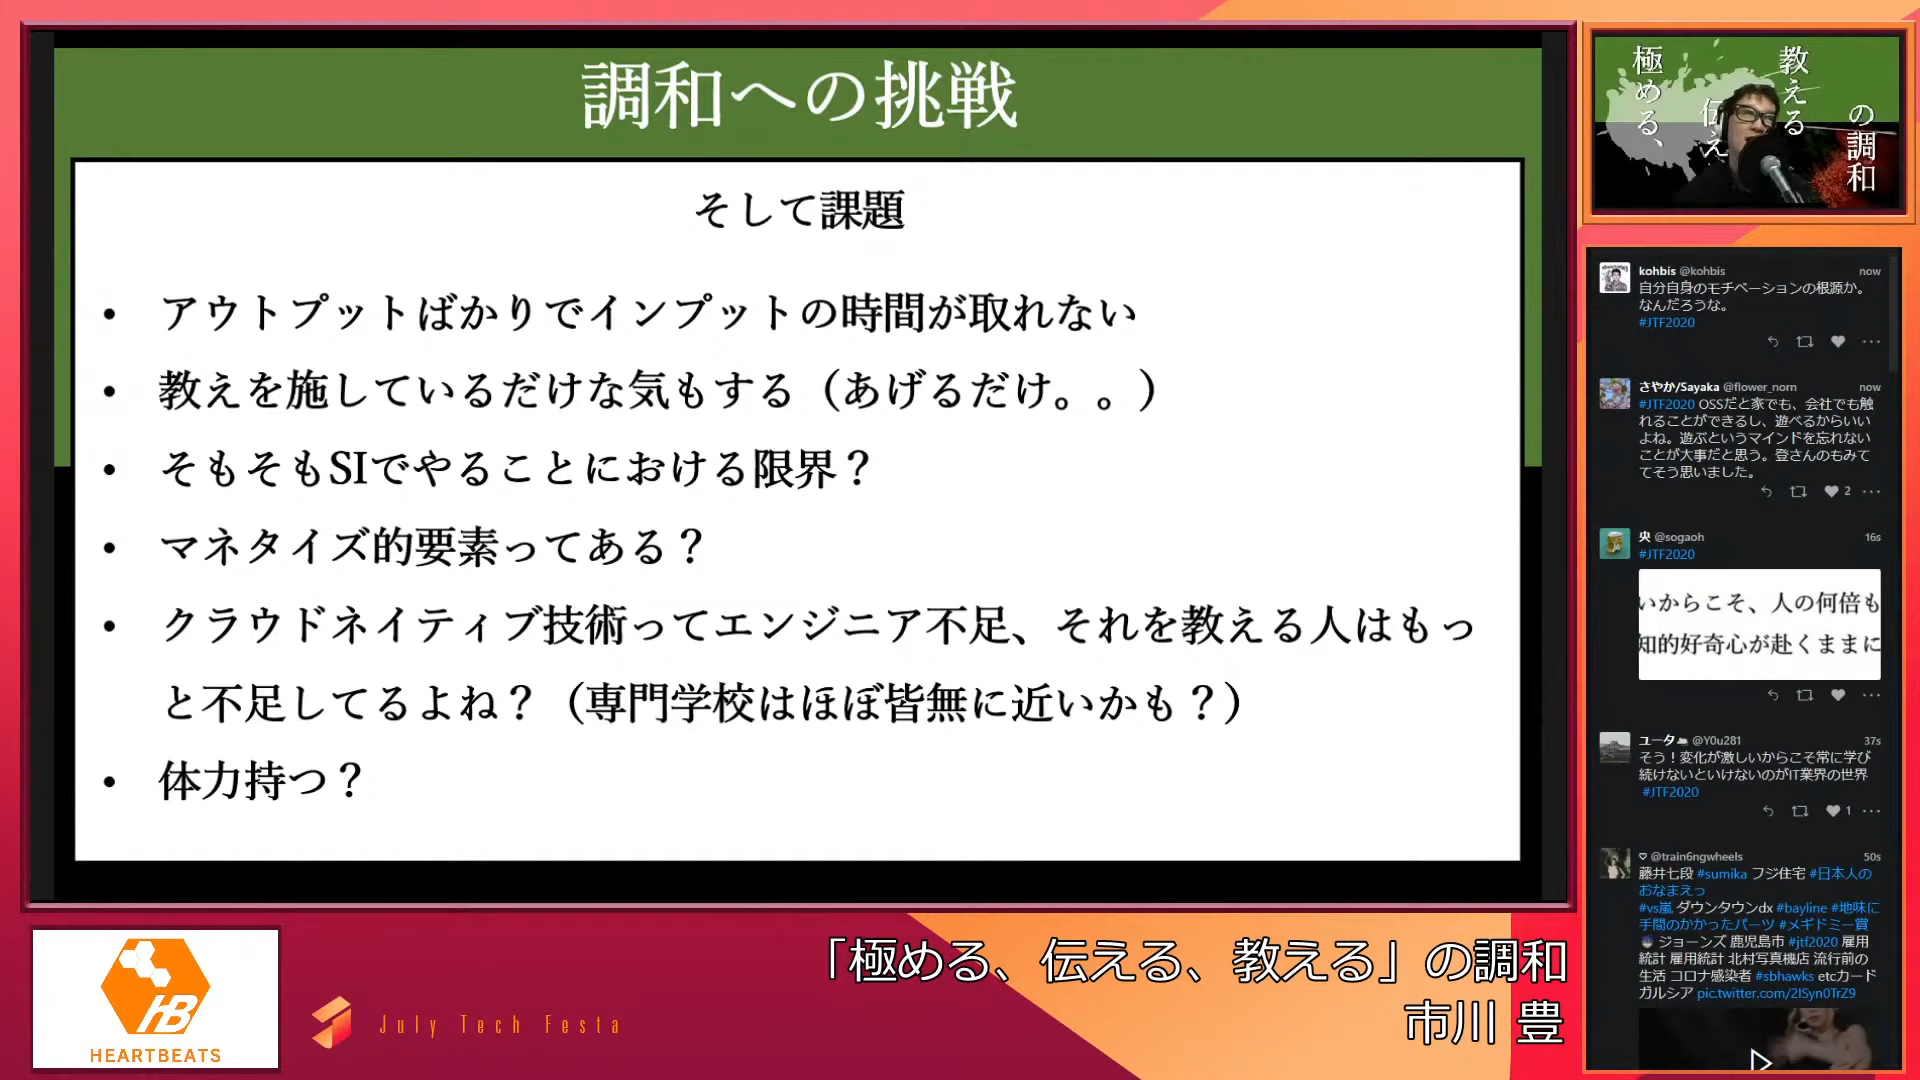 調和への挑戦
そして課題
• アウトプットばかりでインプットの時間が取れない
• 教えを施しているだけな気もする（あげるだけ。。）
• そもそもSIでやることにおける限界？
• マネタイズ的要素ってある？
• クラウドネイティブ技術ってエンジニア不足、それを教える人はもっ
と不足してるよね？（専門学校はほぼ皆無に近いかも？）
• 体力持つ？
極める、
伝え
教える
の調和
kohbis @kohbis now
自分自身のモチベーションの根源か。
なんだろうな。
#JTF2020
さやか/Sayaka @flower_norn now
#JTF2020 OSSだと家でも、会社でも触
れることができるし、遊べるからいい
よね。遊ぶというマインドを忘れない
ことが大事だと思う。登さんのもみて
てそう思いました。
2
央 @sogaoh 16s
#JTF2020
いからこそ、人の何倍も
知的好奇心が赴くままに
ユータ @Y0u281 37s
そう！変化が激しいからこそ常に学び
続けないといけないのがIT業界の世界
#JTF2020
1
@train6ngwheels 50s
藤井七段 #sumika フジ住宅 #日本人の
おなまえっ
#vs嵐 ダウンタウンdx #bayline #地味に
手間のかかったパーツ #メギドミー賞
ジョーンズ 鹿児島市 #jtf2020 雇用
統計 雇用統計 北村写真機店 流行前の
生活 コロナ感染者 #sbhawks etcカード
ガルシア pic.twitter.com/2lSyn0TrZ9
HB
HEARTBEATS
July Tech Festa
「極める、伝える、教える」の調和
市川 豊